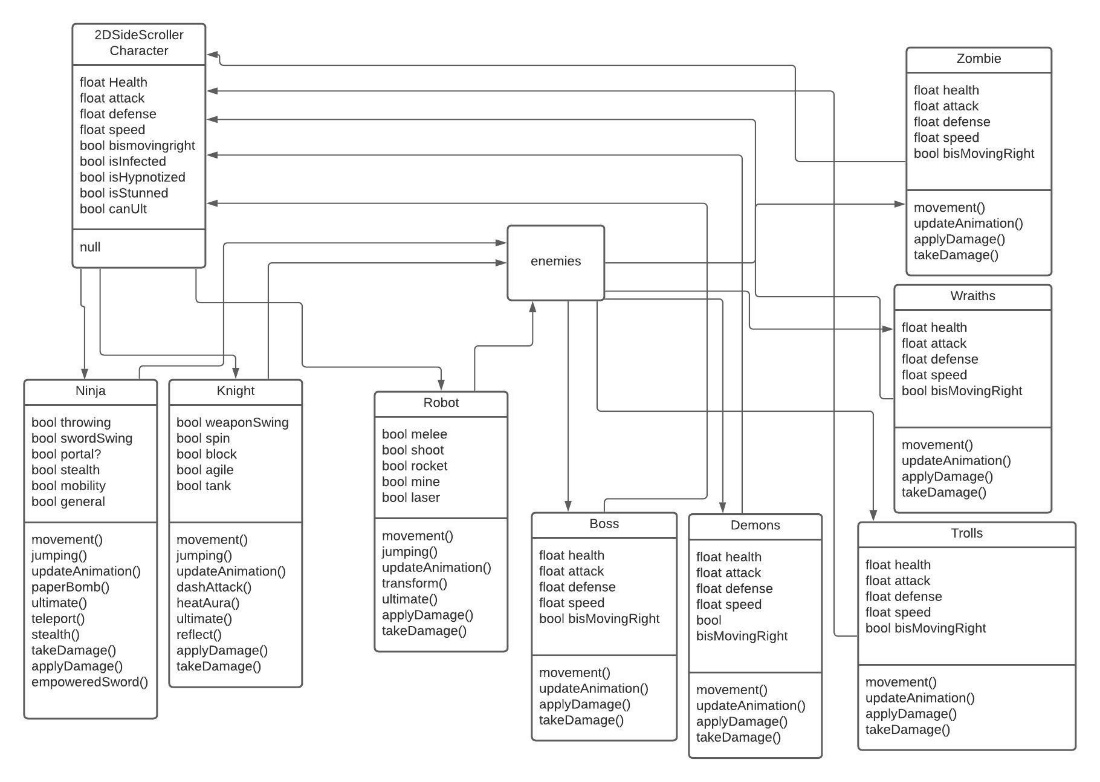 2DSideScroller
Character
float Health
float attack
float defense
float speed
bool bismovingright
bool isInfected
bool isHypnotized
bool isStunned
bool canUlt
null
Zombie
float health
float attack
float defense
float speed
bool bisMovingRight
movement()
updateAnimation()
applyDamage()
takeDamage()
enemies
Wraiths
float health
float attack
float defense
float speed
bool bisMovingRight
movement()
updateAnimation()
applyDamage()
takeDamage()
Ninja
bool throwing
bool swordSwing
bool portal?
bool stealth
bool mobility
bool general
movement()
jumping()
updateAnimation()
paperBomb()
ultimate()
teleport()
stealth()
takeDamage()
applyDamage()
empoweredSword()
Knight
bool weaponSwing
bool spin
bool block
bool agile
bool tank
movement()
jumping()
updateAnimation()
dashAttack()
heatAura()
ultimate()
reflect()
applyDamage()
takeDamage()
Robot
bool melee
bool shoot
bool rocket
bool mine
bool laser
movement()
jumping()
updateAnimation()
transform()
ultimate()
applyDamage()
takeDamage()
Boss
float health
float attack
float defense
float speed
bool bisMovingRight
movement()
updateAnimation()
applyDamage()
takeDamage()
Demons
float health
float attack
float defense
float speed
bool
bisMovingRight
movement()
updateAnimation()
applyDamage()
takeDamage()
Trolls
float health
float attack
float defense
float speed
bool bisMovingRight
movement()
updateAnimation()
applyDamage()
takeDamage()